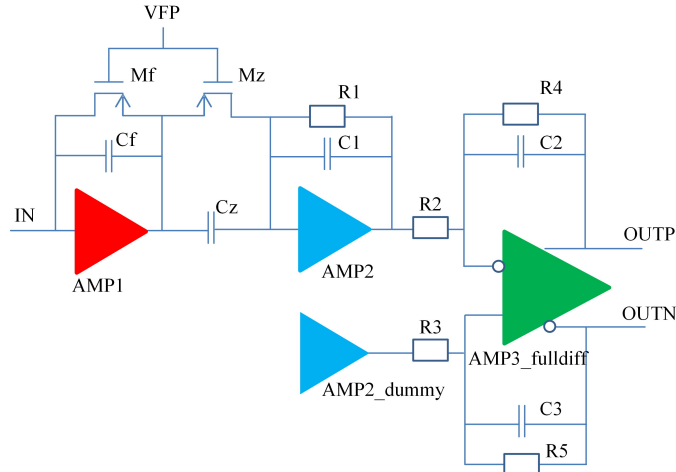 VFP
Mf
Mz
R1
R4
Cf
C1
C2
Cz
R2
IN
OUTP
AMP1
AMP2
OUTN
R3
AMP3_fulldiff
AMP2_dummy
C3
R5